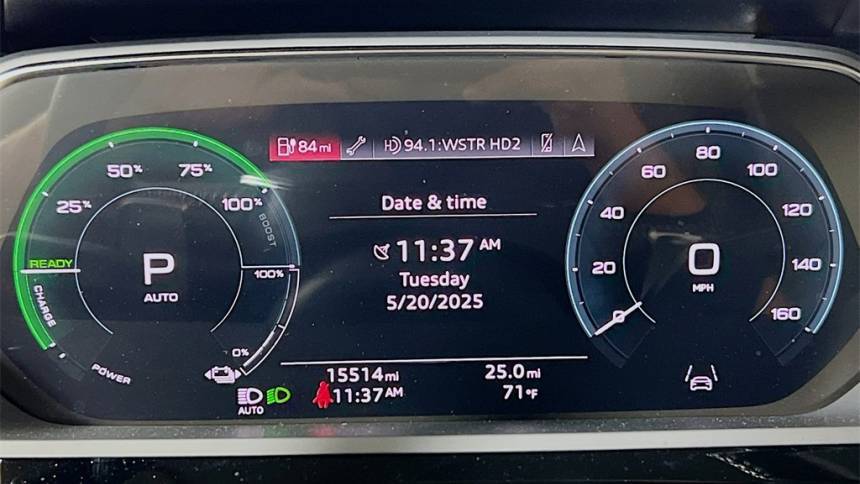 84 mi
94.1:WSTR HD2
50%
75%
25%
100%
BOOST
READY
CHARGE
POWER
P
AUTO
100%
0%
Date & time
11:37 AM
Tuesday
5/20/2025
15514 mi
25.0 mi
AUTO
11:37 AM
71°F
80
60
100
40
120
20
140
0
160
0
MPH